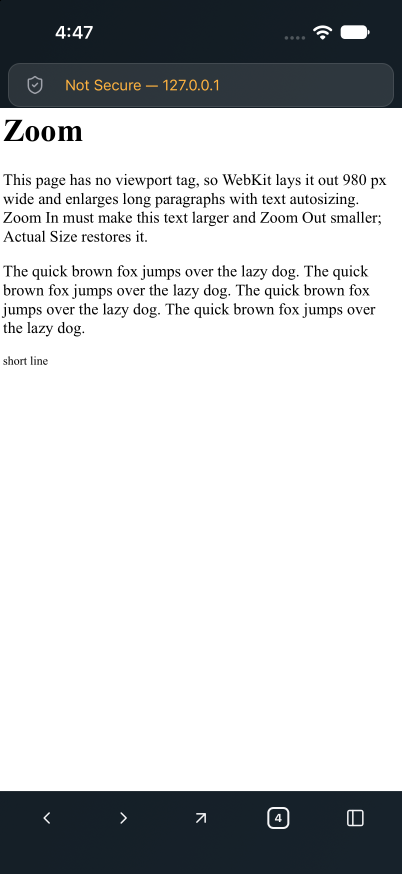 4:47
Not Secure — 127.0.0.1
Zoom
This page has no viewport tag, so WebKit lays it out 980 px
wide and enlarges long paragraphs with text autosizing.
Zoom In must make this text larger and Zoom Out smaller;
Actual Size restores it.
The quick brown fox jumps over the lazy dog. The quick
brown fox jumps over the lazy dog. The quick brown fox
jumps over the lazy dog. The quick brown fox jumps over
the lazy dog.
short line
4